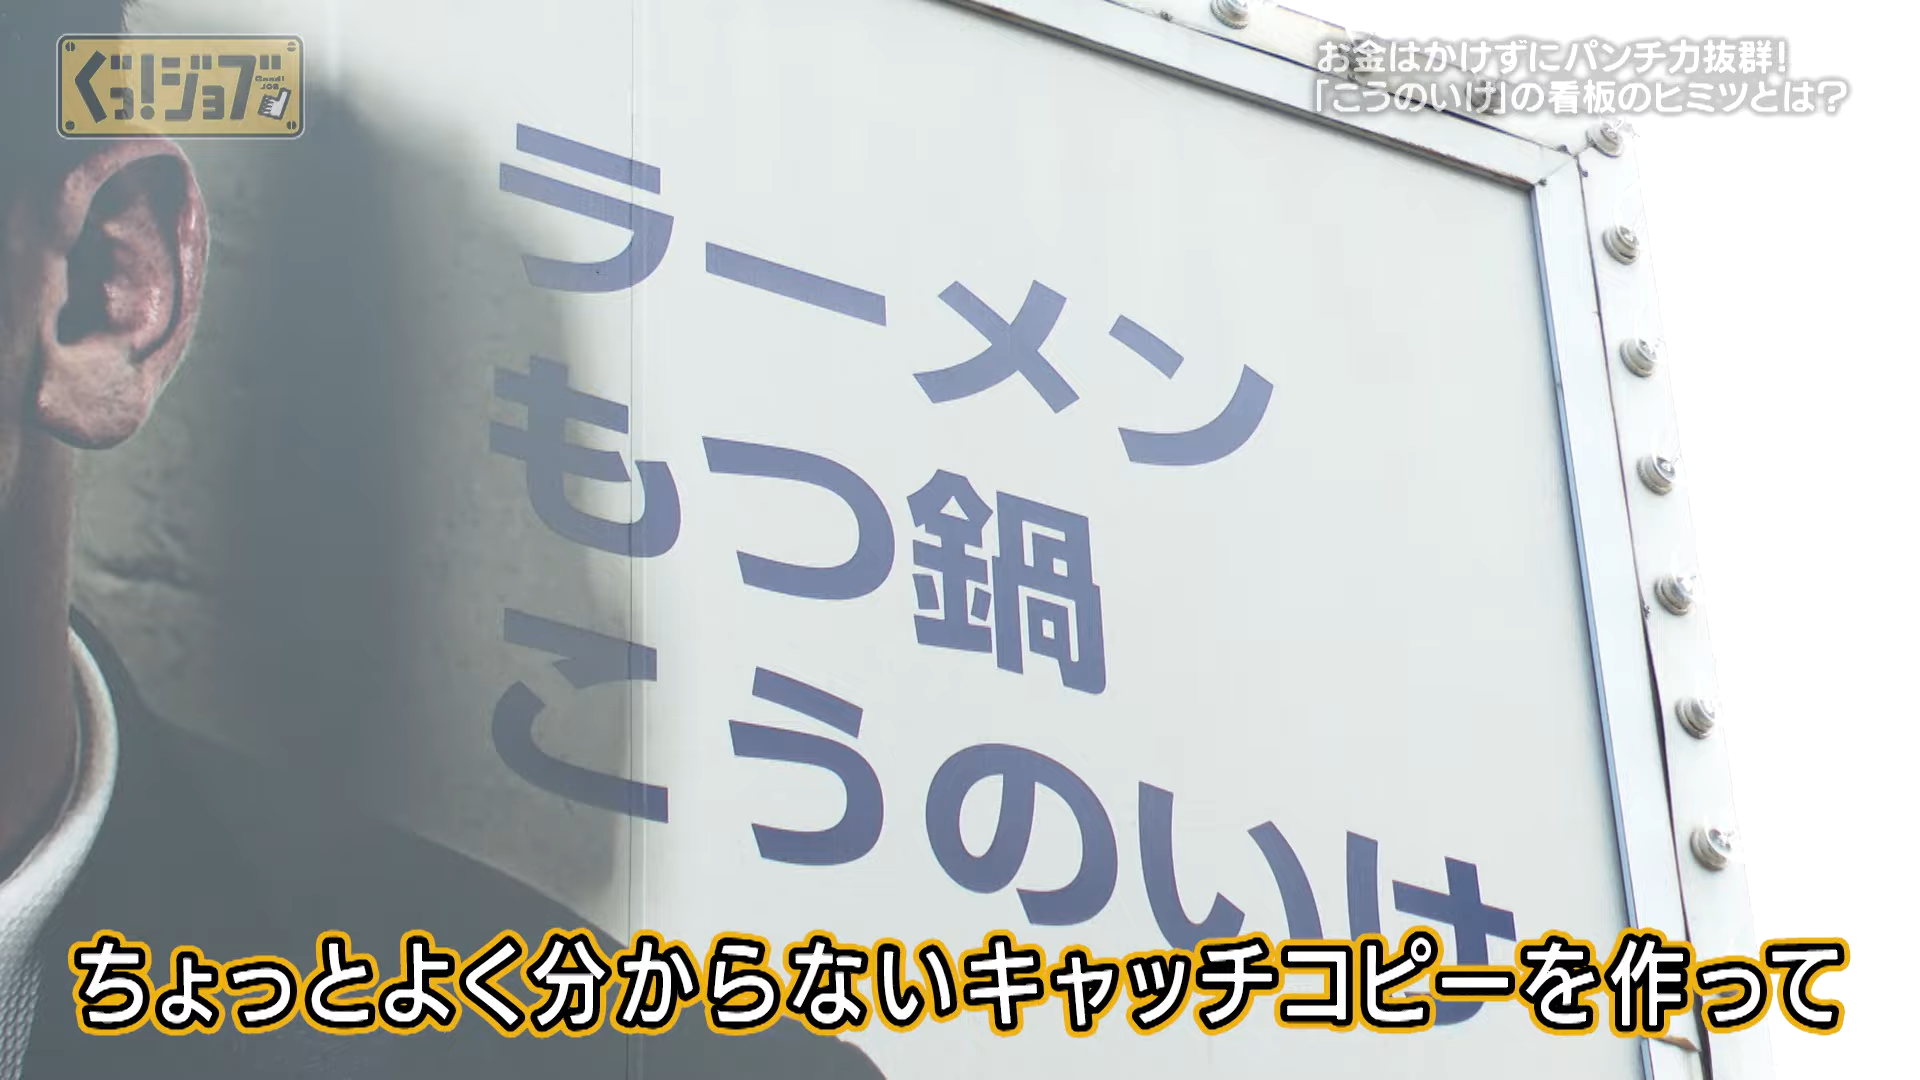 ぐっ!ジョブ
Good!
JOB
お金はかけずにパンチ力抜群!
「こうのいけ」の看板のヒミツとは?
ラーメン
もつ鍋
こうのいけ
ちょっとよく分からないキャッチコピーを作って